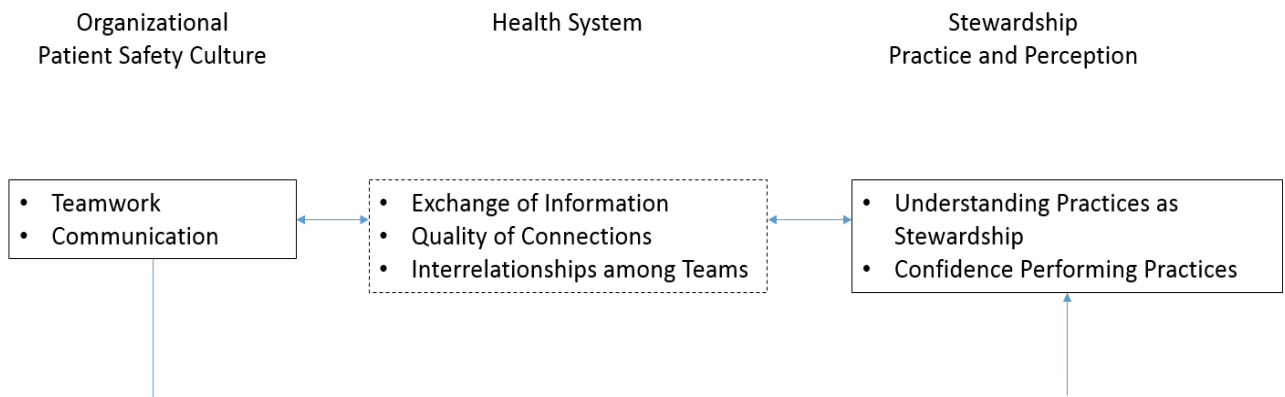 Organizational
Patient Safety Culture
Health System
Stewardship
Practice and Perception
• Teamwork
• Communication
• Exchange of Information
• Quality of Connections
• Interrelationships among Teams
• Understanding Practices as
Stewardship
• Confidence Performing Practices